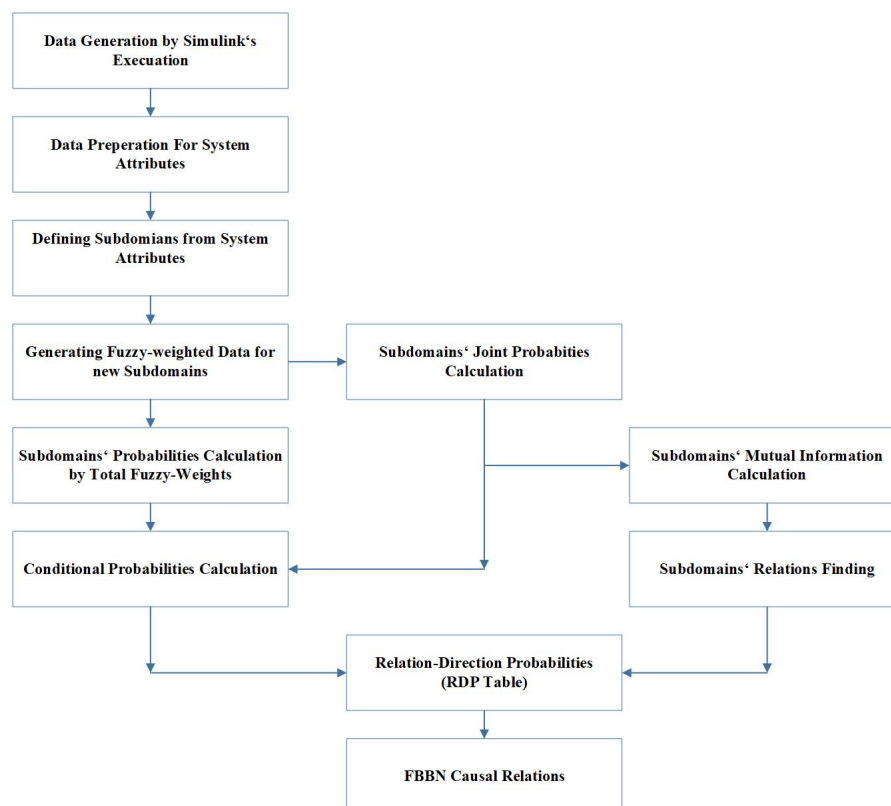 Data Generation by Simulink‘s
Execuation
Data Preperation For System
Attributes
Defining Subdomians from System
Attributes
Generating Fuzzy-weighted Data for
new Subdomains
Subdomains‘ Joint Probabities
Calculation
Subdomains‘ Probabilities Calculation
by Total Fuzzy-Weights
Subdomains‘ Mutual Information
Calculation
Conditional Probabilities Calculation
Subdomains‘ Relations Finding
Relation-Direction Probabilities
(RDP Table)
FBBN Causal Relations